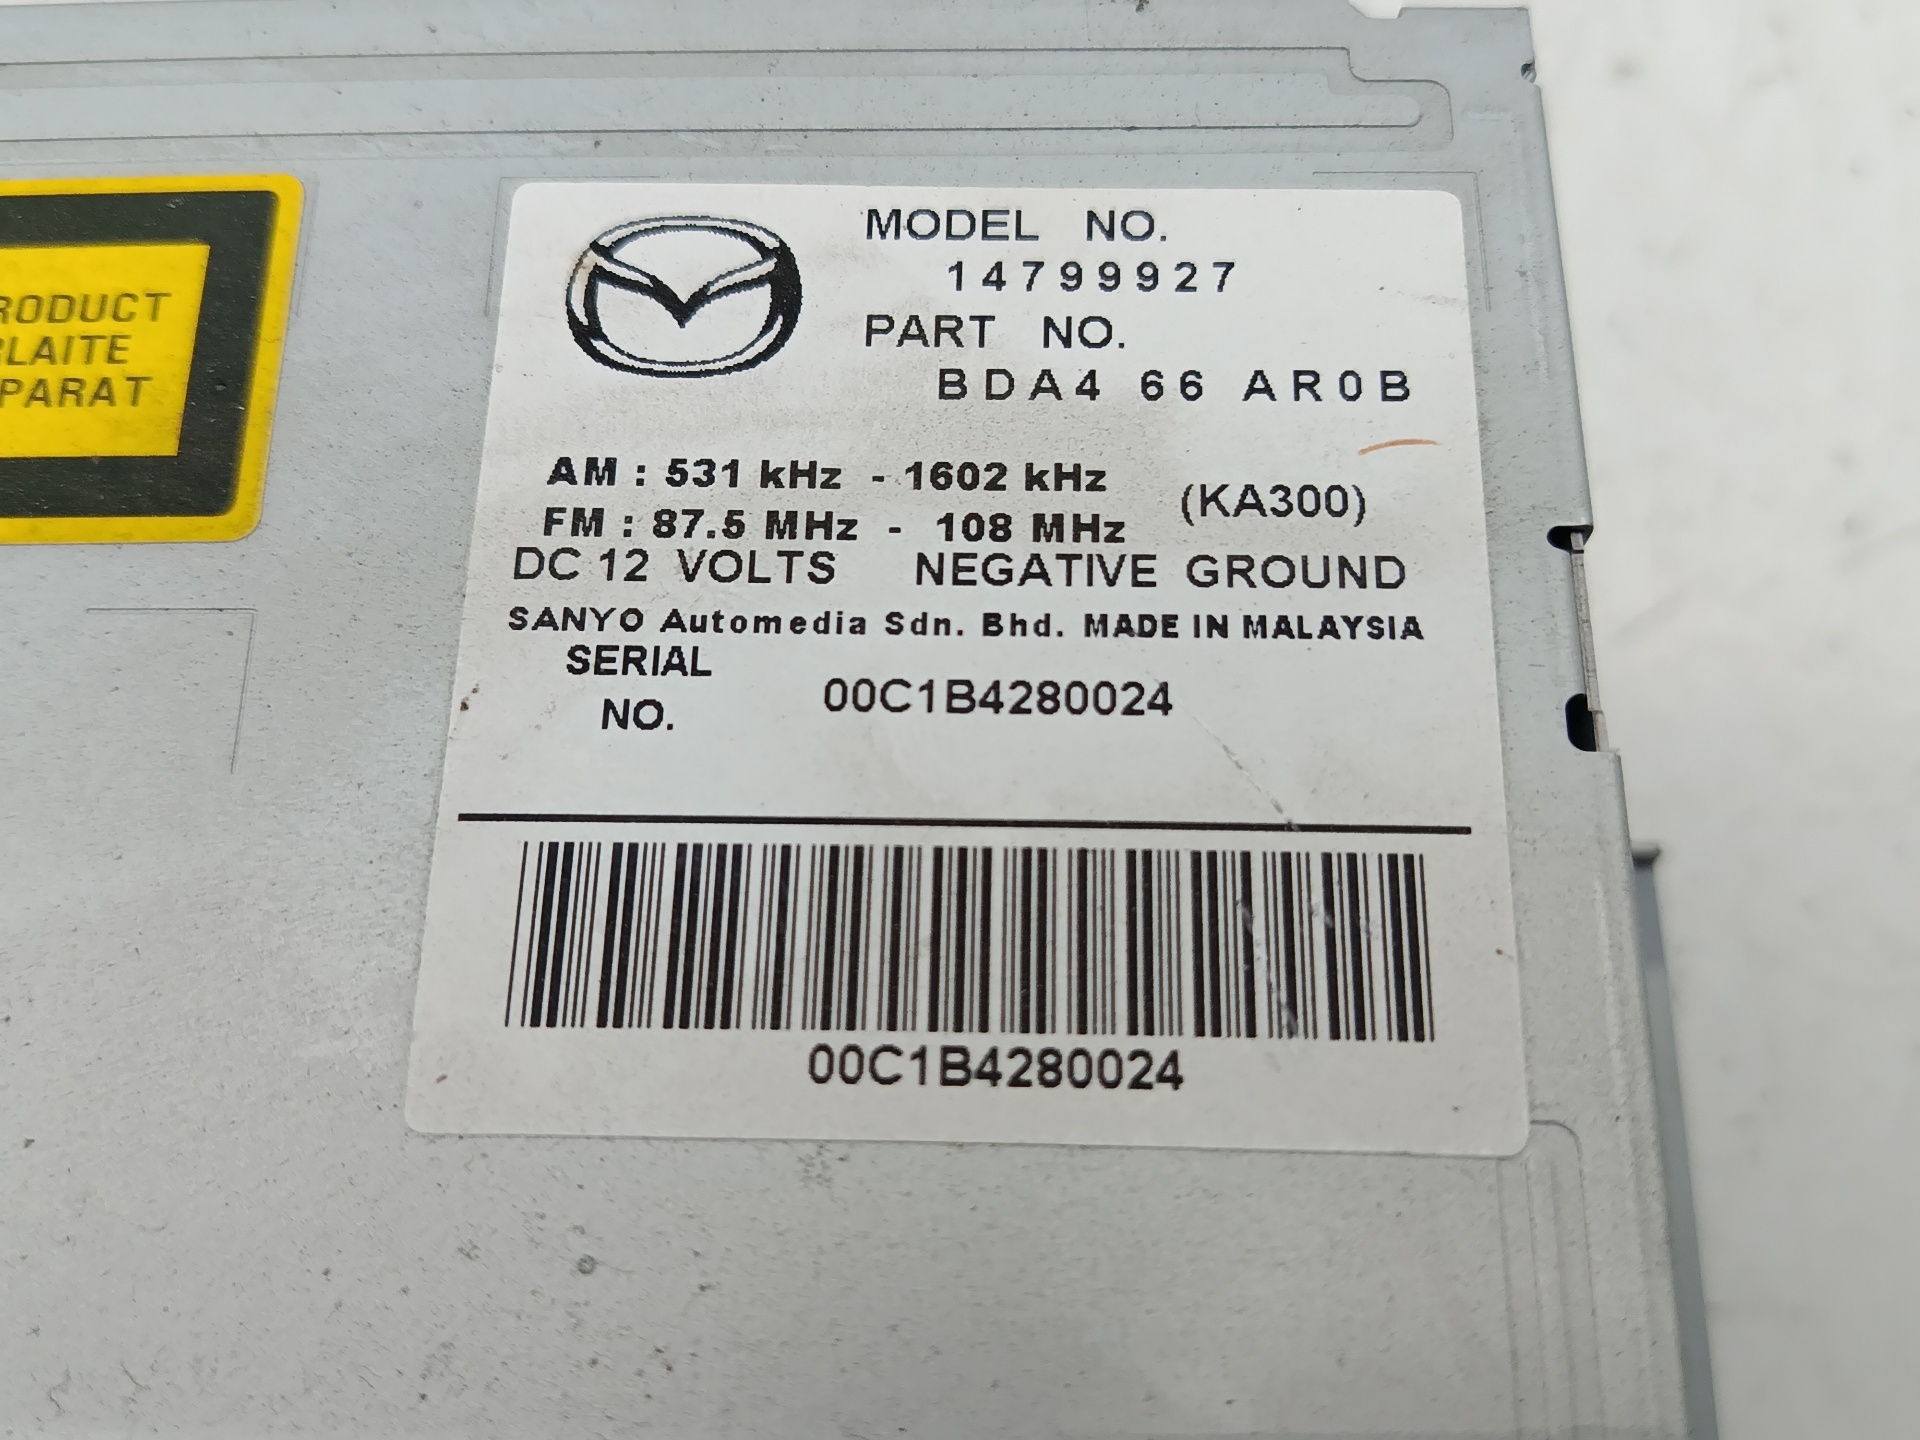 MODEL NO.
14799927
PART NO.
BDA4 66 AR0B
AM : 531 kHz - 1602 kHz
(KA300)
FM : 87.5 MHz - 108 MHz
DC 12 VOLTS NEGATIVE GROUND
SANYO Automedia Sdn. Bhd. MADE IN MALAYSIA
SERIAL
NO.
00C1B4280024
00C1B4280024
RODUCT
LAITE
PARAT